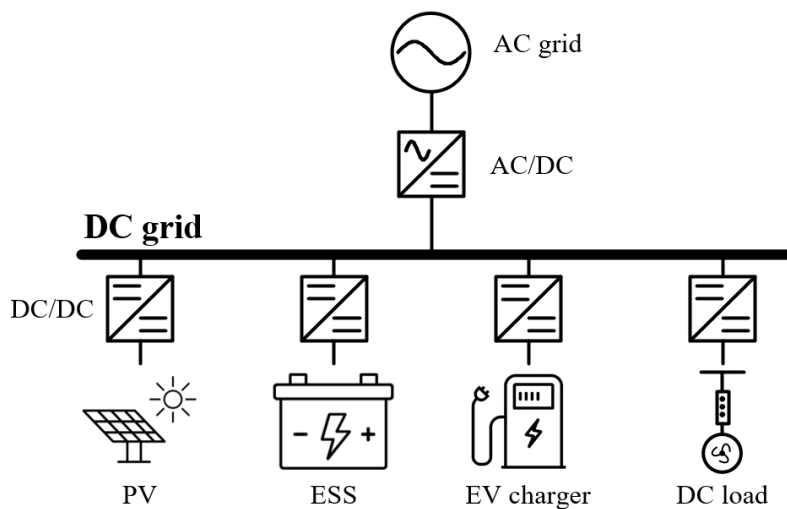 AC grid
AC/DC
DC grid
DC/DC
PV
ESS
EV charger
DC load